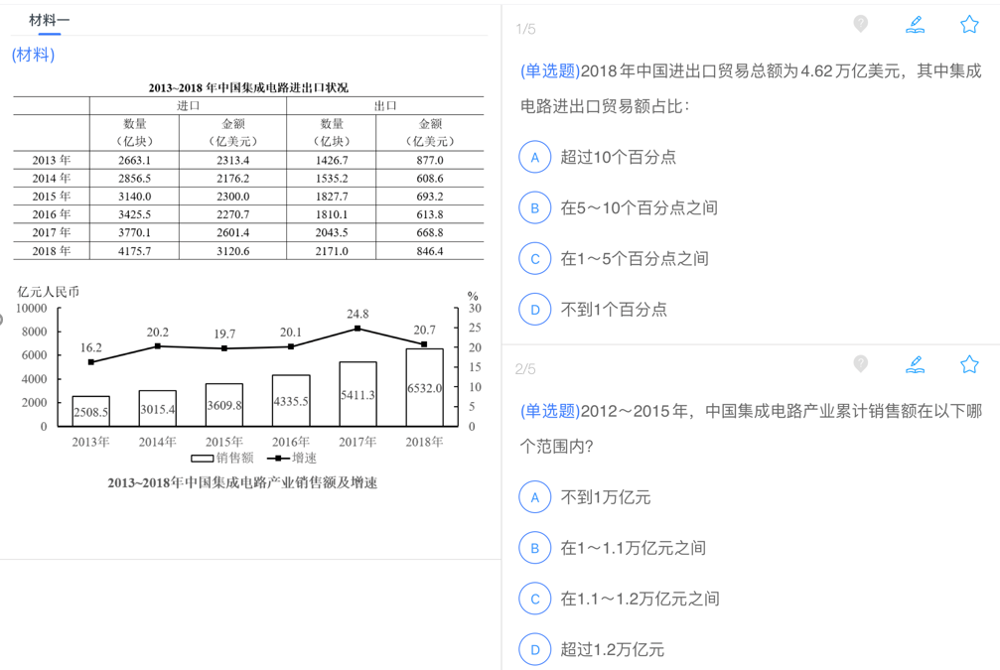 材料一
(材料)
2013~2018 年中国集成电路进出口状况
进口 出口
数量 金额 数量 金额
（亿块） （亿美元） （亿块） （亿美元）
2013 年 2663.1 2313.4 1426.7 877.0
2014 年 2856.5 2176.2 1535.2 608.6
2015 年 3140.0 2300.0 1827.7 693.2
2016 年 3425.5 2270.7 1810.1 613.8
2017 年 3770.1 2601.4 2043.5 668.8
2018 年 4175.7 3120.6 2171.0 846.4
亿元人民币 %
10000 30
8000 25
6000 20
4000 15
2000 10
0 5
0
16.2 20.2 19.7 20.1 24.8 20.7
2508.5 3015.4 3609.8 4335.5 5411.3 6532.0
2013年 2014年 2015年 2016年 2017年 2018年
销售额 增速
2013~2018年中国集成电路产业销售额及增速
1/5
(单选题)2018年中国进出口贸易总额为4.62万亿美元，其中集成
电路进出口贸易额占比：
A 超过10个百分点
B 在5～10个百分点之间
C 在1～5个百分点之间
D 不到1个百分点
2/5
(单选题)2012～2015年，中国集成电路产业累计销售额在以下哪
个范围内?
A 不到1万亿元
B 在1～1.1万亿元之间
C 在1.1～1.2万亿元之间
D 超过1.2万亿元